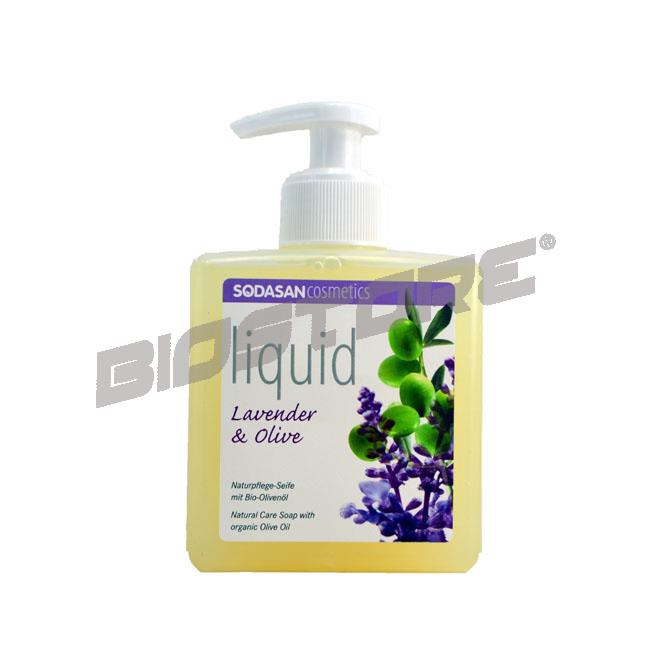 SODASANcosmetics
liquid
Lavender
& Olive
Naturpflege-Seife
mit Bio-Olivenöl
Natural Care Soap with
organic Olive Oil
BIOSTORE®